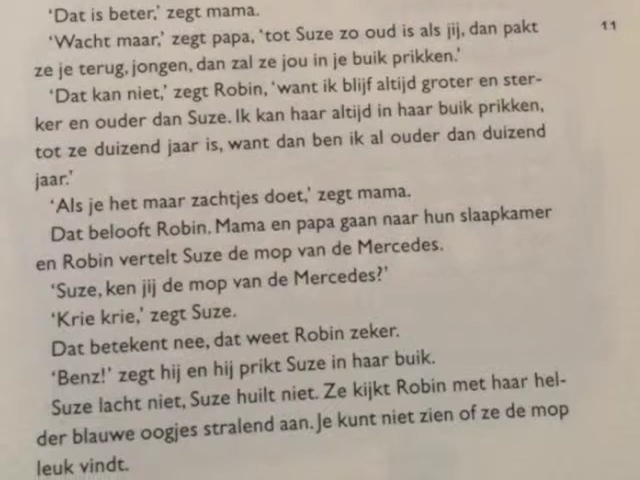 ‘Dat is beter,’ zegt mama.
‘Wacht maar,’ zegt papa, ‘tot Suze zo oud is als jij, dan pakt
ze je terug, jongen, dan zal ze jou in je buik prikken.’
‘Dat kan niet,’ zegt Robin, ‘want ik blijf altijd groter en ster-
ker en ouder dan Suze. Ik kan haar altijd in haar buik prikken,
tot ze duizend jaar is, want dan ben ik al ouder dan duizend
jaar.’
‘Als je het maar zachtjes doet,’ zegt mama.
Dat belooft Robin. Mama en papa gaan naar hun slaapkamer
en Robin vertelt Suze de mop van de Mercedes.
‘Suze, ken jij de mop van de Mercedes?’
‘Krie krie,’ zegt Suze.
Dat betekent nee, dat weet Robin zeker.
‘Benz!’ zegt hij en hij prikt Suze in haar buik.
Suze lacht niet, Suze huilt niet. Ze kijkt Robin met haar hel-
der blauwe oogjes stralend aan. Je kunt niet zien of ze de mop
leuk vindt.
11